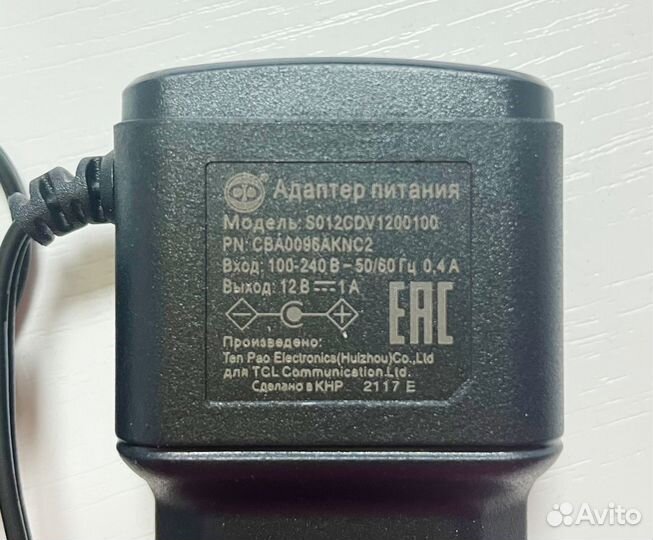 Адаптер питания
Модель: S012CDV1200100
PN: CBA0096AKNC2
Вход: 100-240 В ~ 50/60 Гц 0,4 А
Выход: 12 В ⎓ 1 А
EAC
Произведено:
Ten Pao Electronics(Huizhou)Co.,Ltd
для TCL Communication.Ltd.
Сделано в КНР 2117 E
Avito